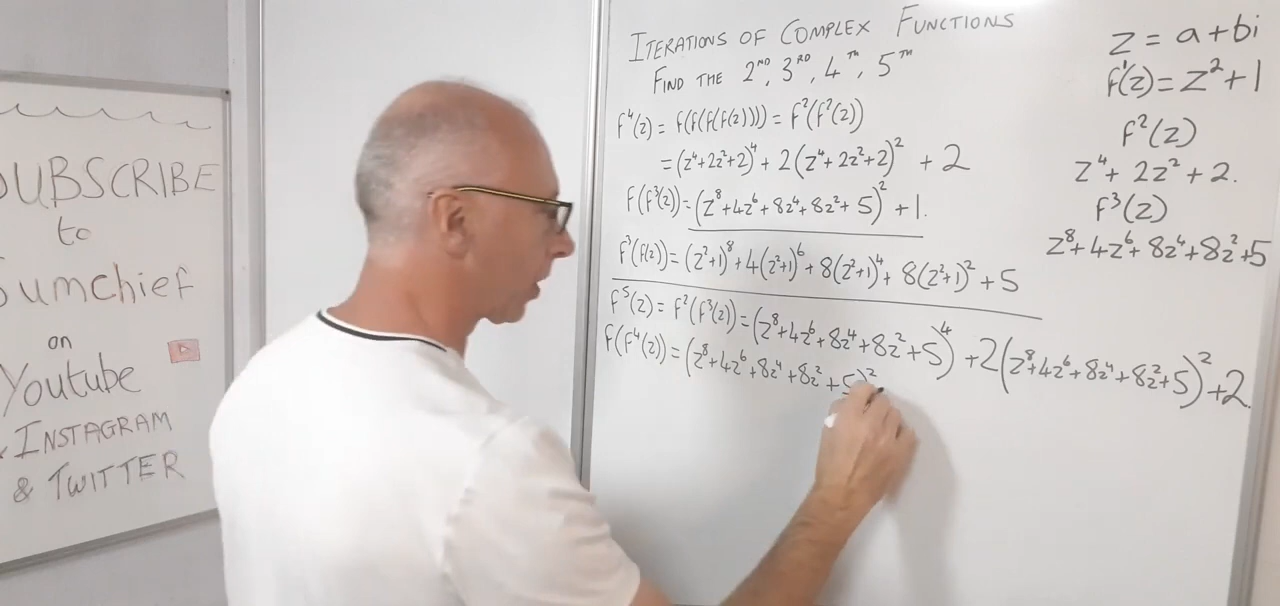 SUBSCRIBE
to
Sumchief
on
Youtube
INSTAGRAM
& TWITTER
ITERATIONS OF COMPLEX FUNCTIONS
FIND THE 2ND, 3RD, 4TH, 5TH
f⁴(z) = f(f(f(f(z)))) = f²(f²(z))
= (z⁴+2z²+2)⁴ + 2(z⁴+2z²+2)² + 2
f(f³(z)) = (z⁸+4z⁶+8z⁴+8z²+5)² + 1.
f³(f(z)) = (z²+1)⁸ + 4(z²+1)⁶ + 8(z²+1)⁴ + 8(z²+1)² + 5
f⁵(z) = f²(f³(z)) = (z⁸+4z⁶+8z⁴+8z²+5)⁴ + 2(z⁸+4z⁶+8z⁴+8z²+5)² + 2.
f(f⁴(z)) = (z⁸+4z⁶+8z⁴+8z²+5)²
z = a+bi
f¹(z) = z²+1
f²(z)
z⁴+ 2z²+2.
f³(z)
z⁸+4z⁶+8z⁴+8z²+5